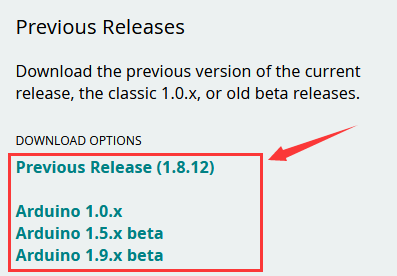 Previous Releases
Download the previous version of the current
release, the classic 1.0.x, or old beta releases.
DOWNLOAD OPTIONS
Previous Release (1.8.12)
Arduino 1.0.x
Arduino 1.5.x beta
Arduino 1.9.x beta